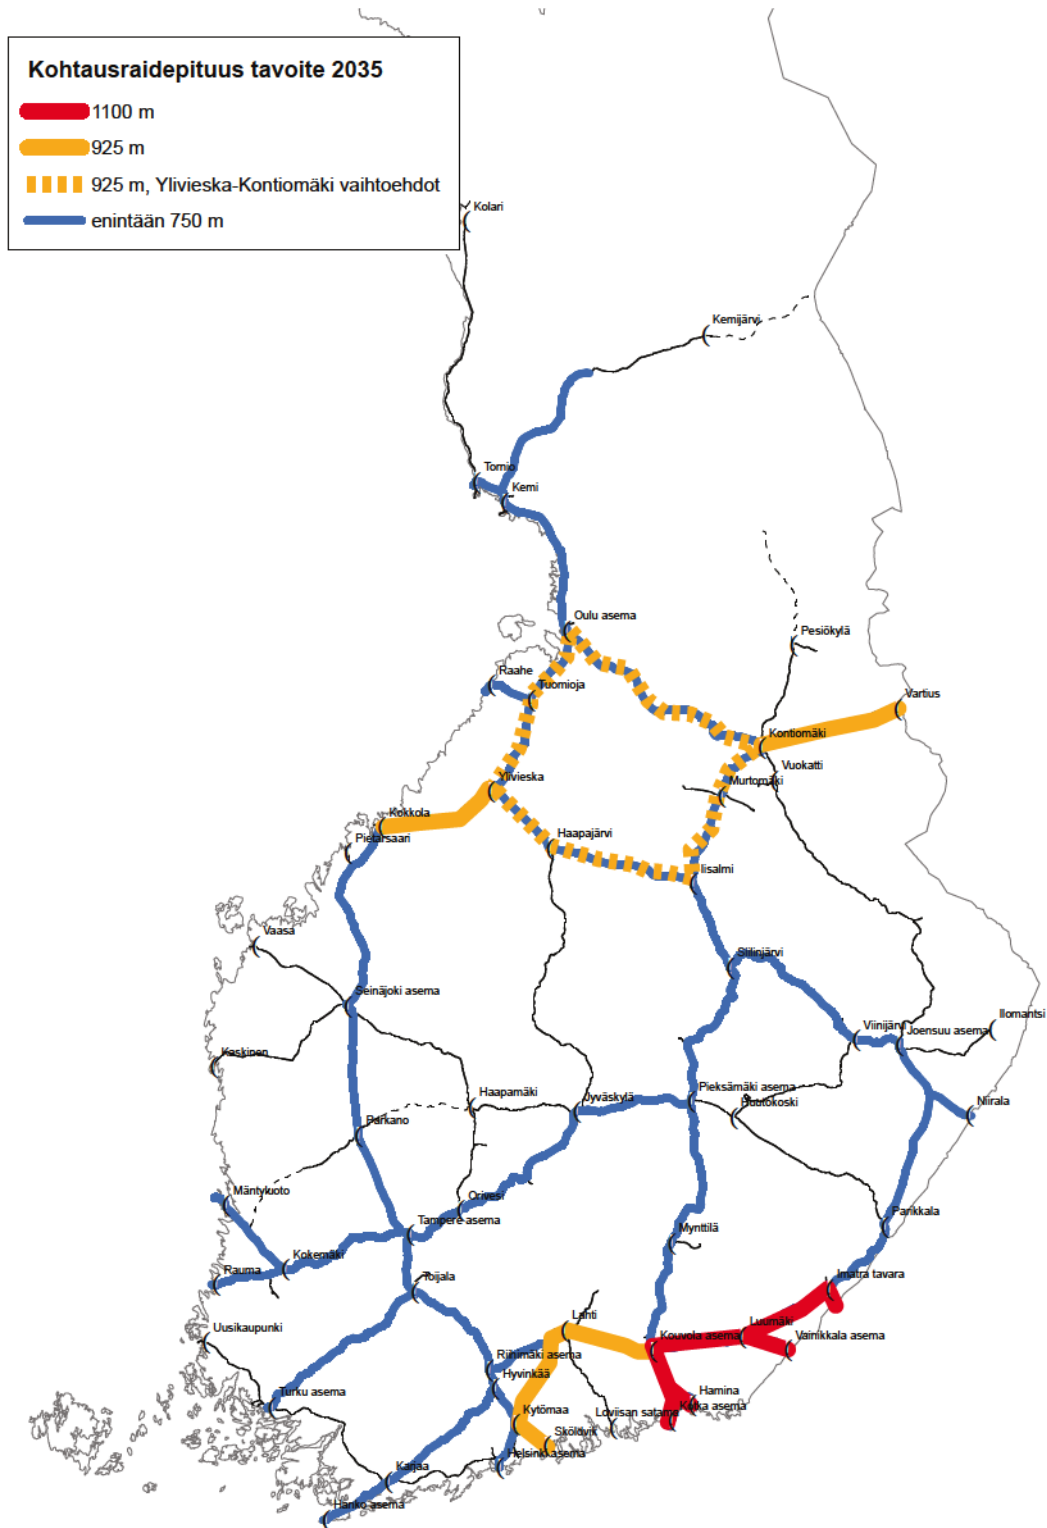 Kohtausraidepituus tavoite 2035
1100 m
925 m
925 m, Ylivieska-Kontiomäki vaihtoehdot
enintään 750 m
Kolari
Kemijärvi
Tornio
Kemi
Oulu asema
Pesiökylä
Raahe
Tuomioja
Vartius
Kontiomäki
Vuokatti
Ylivieska
Murtomäki
Kokkola
Pietarsaari
Haapajärvi
Iisalmi
Vaasa
Siilinjärvi
Seinäjoki asema
Ilomantsi
Viinijärvi
Joensuu asema
Kaskinen
Haapamäki
Pieksämäki asema
Jyväskylä
Huutokoski
Niirala
Parkano
Mäntyluoto
Orivesi
Tampere asema
Parikkala
Mynttilä
Kokemäki
Rauma
Toijala
Imatra tavara
Lahti
Uusikaupunki
Luumäki
Kouvola asema
Vainikkala asema
Riihimäki asema
Hyvinkää
Turku asema
Hamina
Kotka asema
Kytömaa
Loviisan satama
Sköldvik
Helsinki asema
Karjaa
Hanko asema